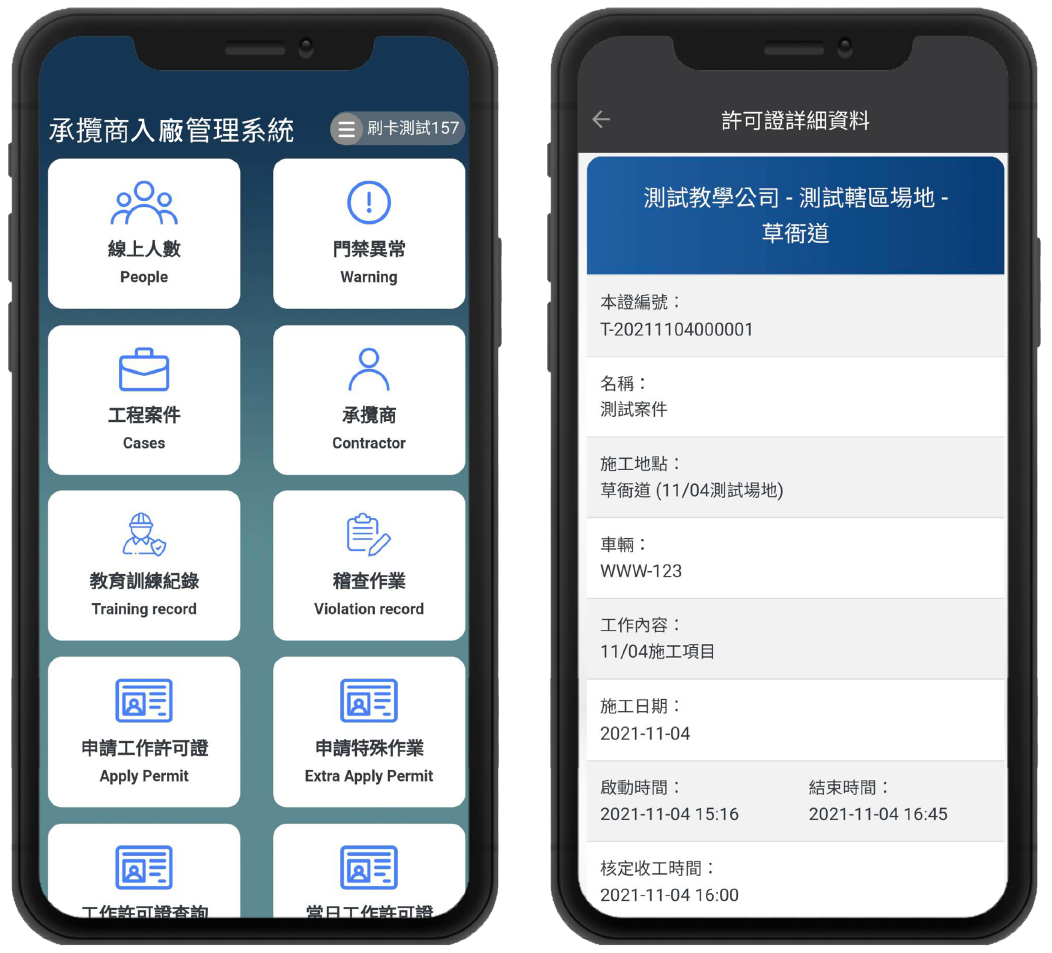 承攬商入廠管理系統
刷卡測試157
線上人數
People
門禁異常
Warning
工程案件
Cases
承攬商
Contractor
教育訓練紀錄
Training record
稽查作業
Violation record
申請工作許可證
Apply Permit
申請特殊作業
Extra Apply Permit
工作許可證查詢
當日工作許可證
許可證詳細資料
測試教學公司 - 測試轄區場地 -
草衙道
本證編號：
T-20211104000001
名稱：
測試案件
施工地點：
草衙道 (11/04測試場地)
車輛：
WWW-123
工作內容：
11/04施工項目
施工日期：
2021-11-04
啟動時間：
2021-11-04 15:16
結束時間：
2021-11-04 16:45
核定收工時間：
2021-11-04 16:00